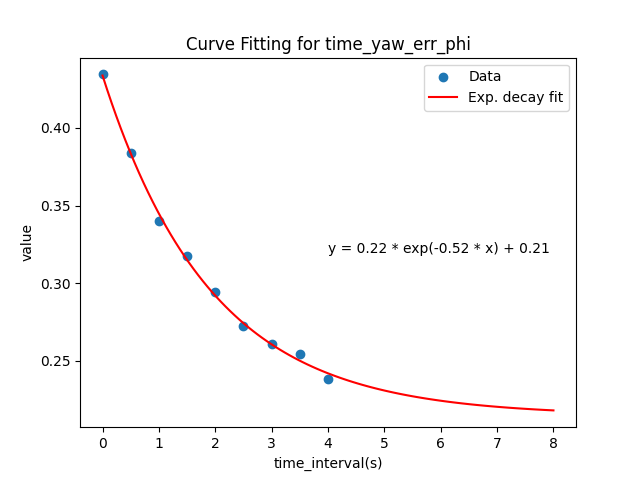 Curve Fitting for time_yaw_err_phi
Data
Exp. decay fit
0.40
0.35
0.30
0.25
value
y = 0.22 * exp(-0.52 * x) + 0.21
0 1 2 3 4 5 6 7 8
time_interval(s)